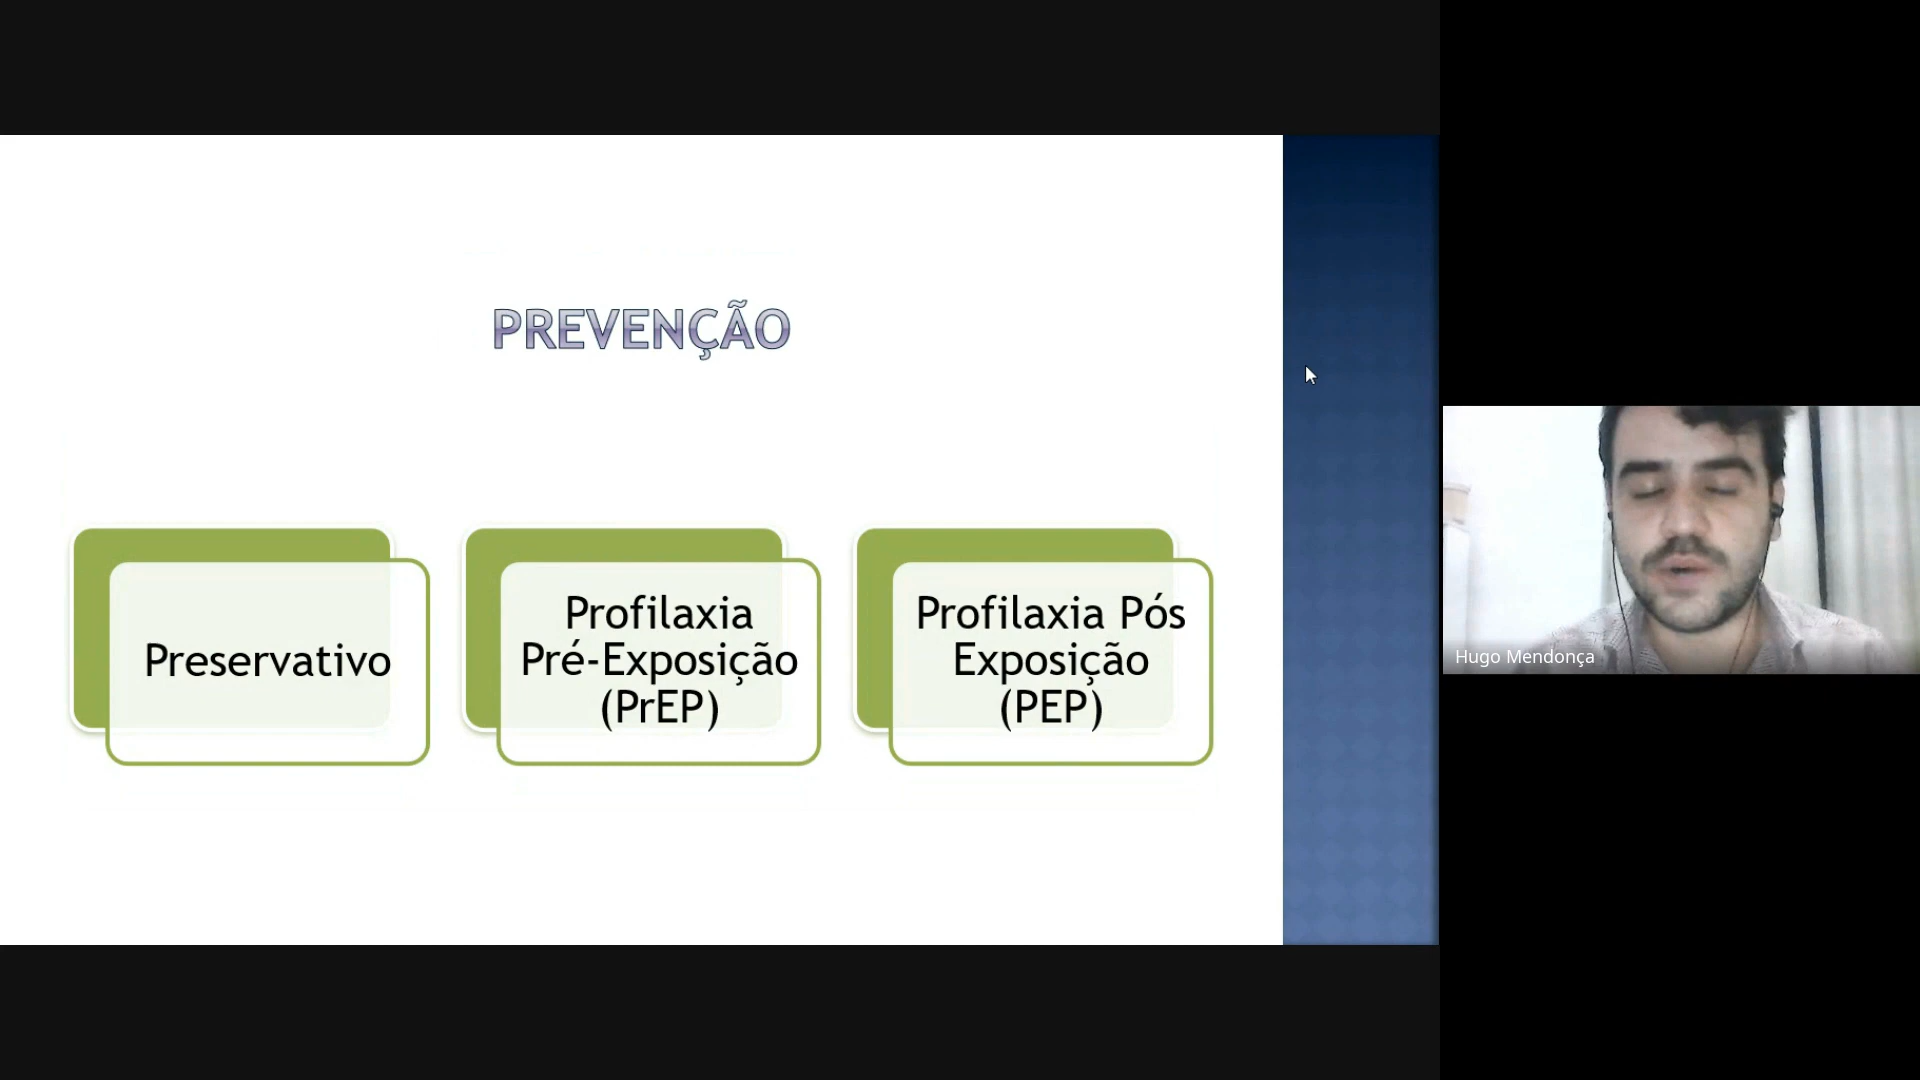 PREVENÇÃO
Preservativo
Profilaxia
Pré-Exposição
(PrEP)
Profilaxia Pós
Exposição
(PEP)
Hugo Mendonça